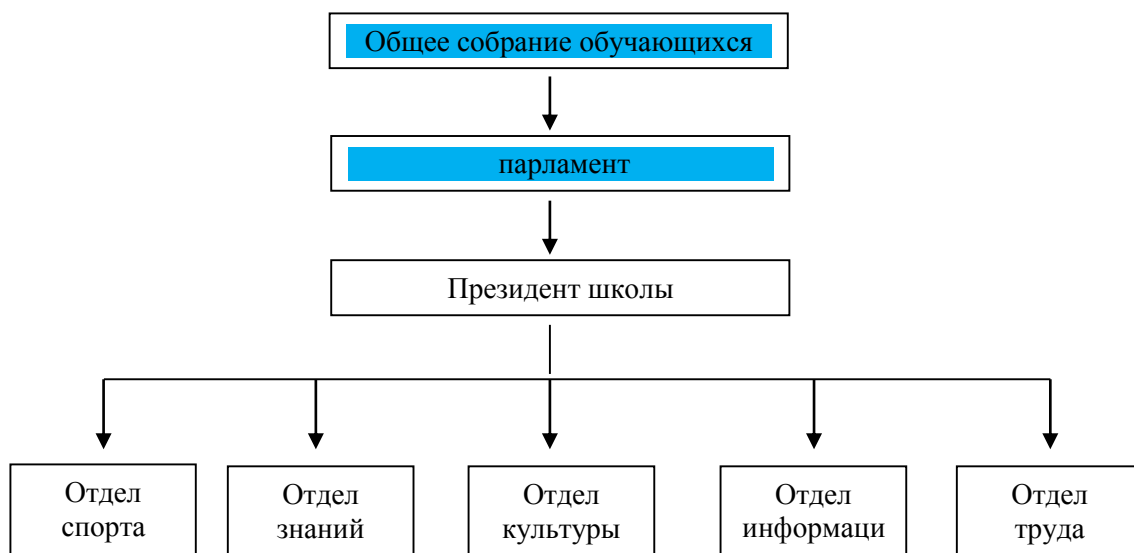 Общее собрание обучающихся
парламент
Президент школы
Отдел
спорта
Отдел
знаний
Отдел
культуры
Отдел
информаци
Отдел
труда